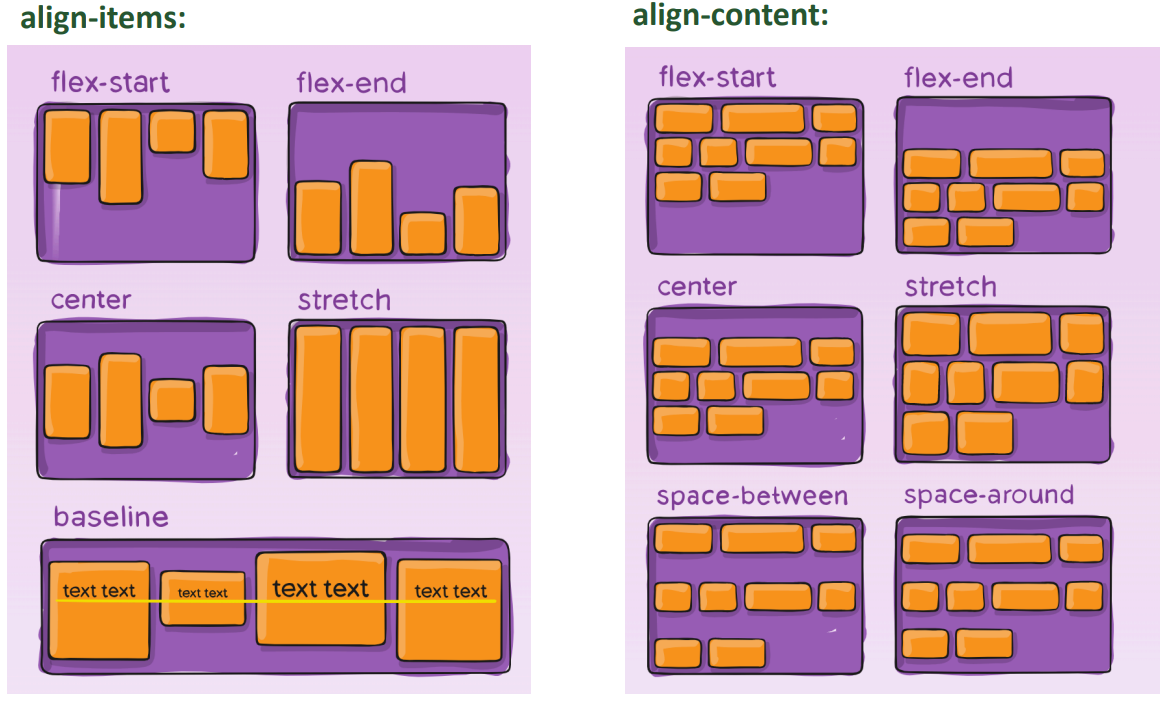 align-items:
flex-start
flex-end
center
stretch
baseline
text text
text text
text text
text text
align-content:
flex-start
flex-end
center
stretch
space-between
space-around